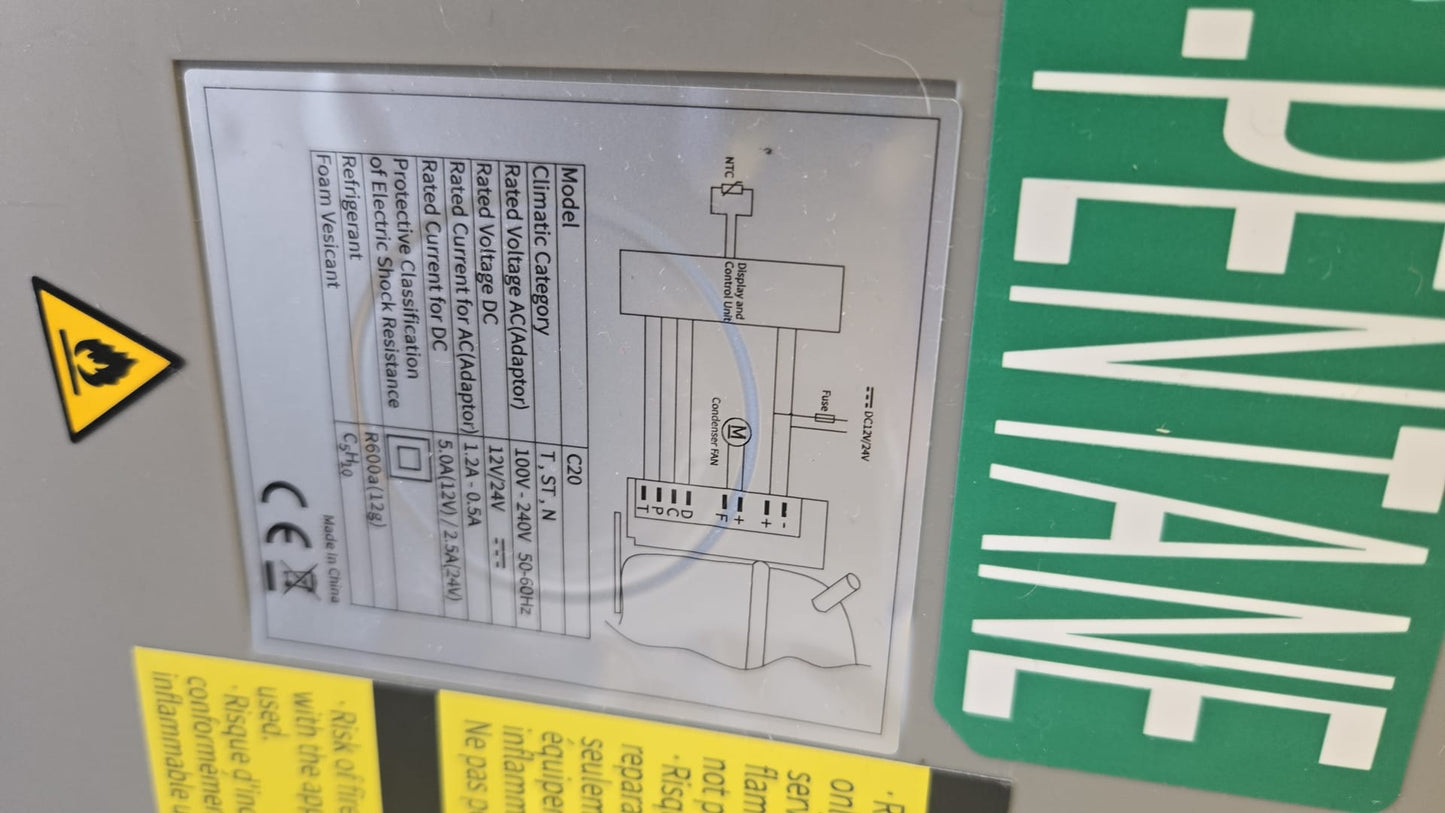 .PENTANE
DC12V/24V
Fuse
NTC
Display and
Control Unit
M
Condenser FAN
-
+
+
F
D
C
P
T
Model C20
Climatic Category T , ST , N
Rated Voltage AC(Adaptor) 100V - 240V 50-60Hz
Rated Voltage DC 12V/24V
Rated Current for AC(Adaptor) 1.2A - 0.5A
Rated Current for DC 5.0A(12V) / 2.5A(24V)
Protective Classification
of Electric Shock Resistance
Refrigerant R600a(12g)
Foam Vesicant C5H10
Made in China
CE
· R
onl
serv
flam
not p
· Risq
repara
seulem
équiper
inflamm
Ne pas p
· Risk of fire
with the app
used.
· Risque d'in
conformémen
inflammable u